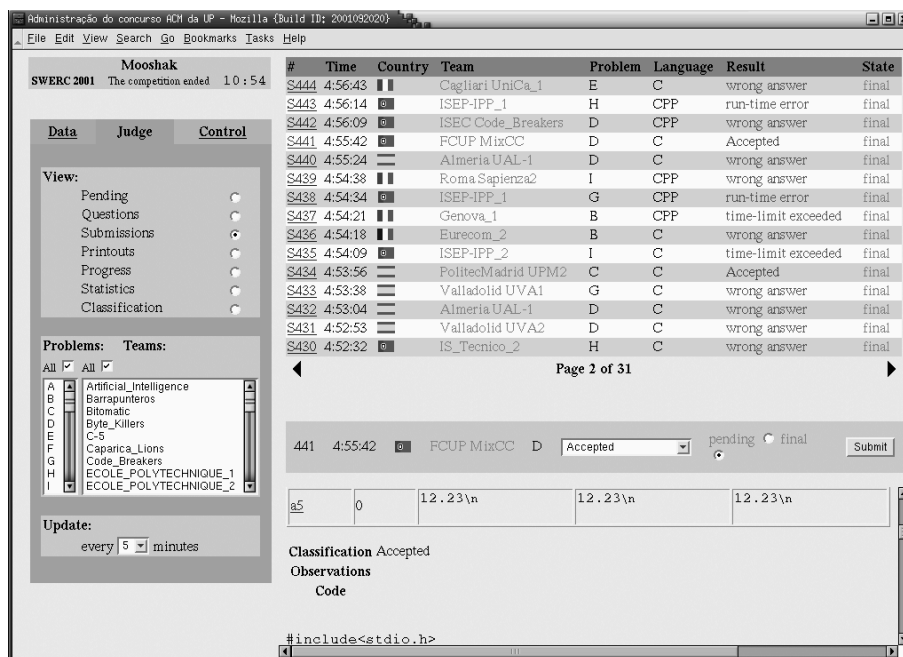 Administração do concurso ACM da UP - Mozilla {Build ID: 2001092020}
File Edit View Search Go Bookmarks Tasks Help
Mooshak
SWERC 2001 The competition ended 10:54
Data Judge Control
View:
Pending
Questions
Submissions
Printouts
Progress
Statistics
Classification
Problems: Teams:
All All
A Artificial_Intelligence
B Barrapunteros
C Bitomatic
D Byte_Killers
E C-5
F Caparica_Lions
G Code_Breakers
H ECOLE_POLYTECHNIQUE_1
I ECOLE_POLYTECHNIQUE_2
Update:
every 5 minutes
# Time Country Team Problem Language Result State
S444 4:56:43 Cagliari UniCa_1 E C wrong answer final
S443 4:56:14 ISEP-IPP_1 H CPP run-time error final
S442 4:56:09 ISEC Code_Breakers D CPP wrong answer final
S441 4:55:42 FCUP MixCC D C Accepted final
S440 4:55:24 Almeria UAL-1 D C wrong answer final
S439 4:54:38 Roma Sapienza2 I CPP wrong answer final
S438 4:54:34 ISEP-IPP_1 G CPP run-time error final
S437 4:54:21 Genova_1 B CPP time-limit exceeded final
S436 4:54:18 Eurecom_2 B C wrong answer final
S435 4:54:09 ISEP-IPP_2 I C time-limit exceeded final
S434 4:53:56 PolitecMadrid UPM2 C C Accepted final
S433 4:53:38 Valladolid UVA1 G C wrong answer final
S432 4:53:04 Almeria UAL-1 D C wrong answer final
S431 4:52:53 Valladolid UVA2 D C wrong answer final
S430 4:52:32 IS_Tecnico_2 H C wrong answer final
Page 2 of 31
441 4:55:42 FCUP MixCC D Accepted pending final Submit
a5 0 12.23\n 12.23\n 12.23\n
Classification Accepted
Observations
Code
#include<stdio.h>